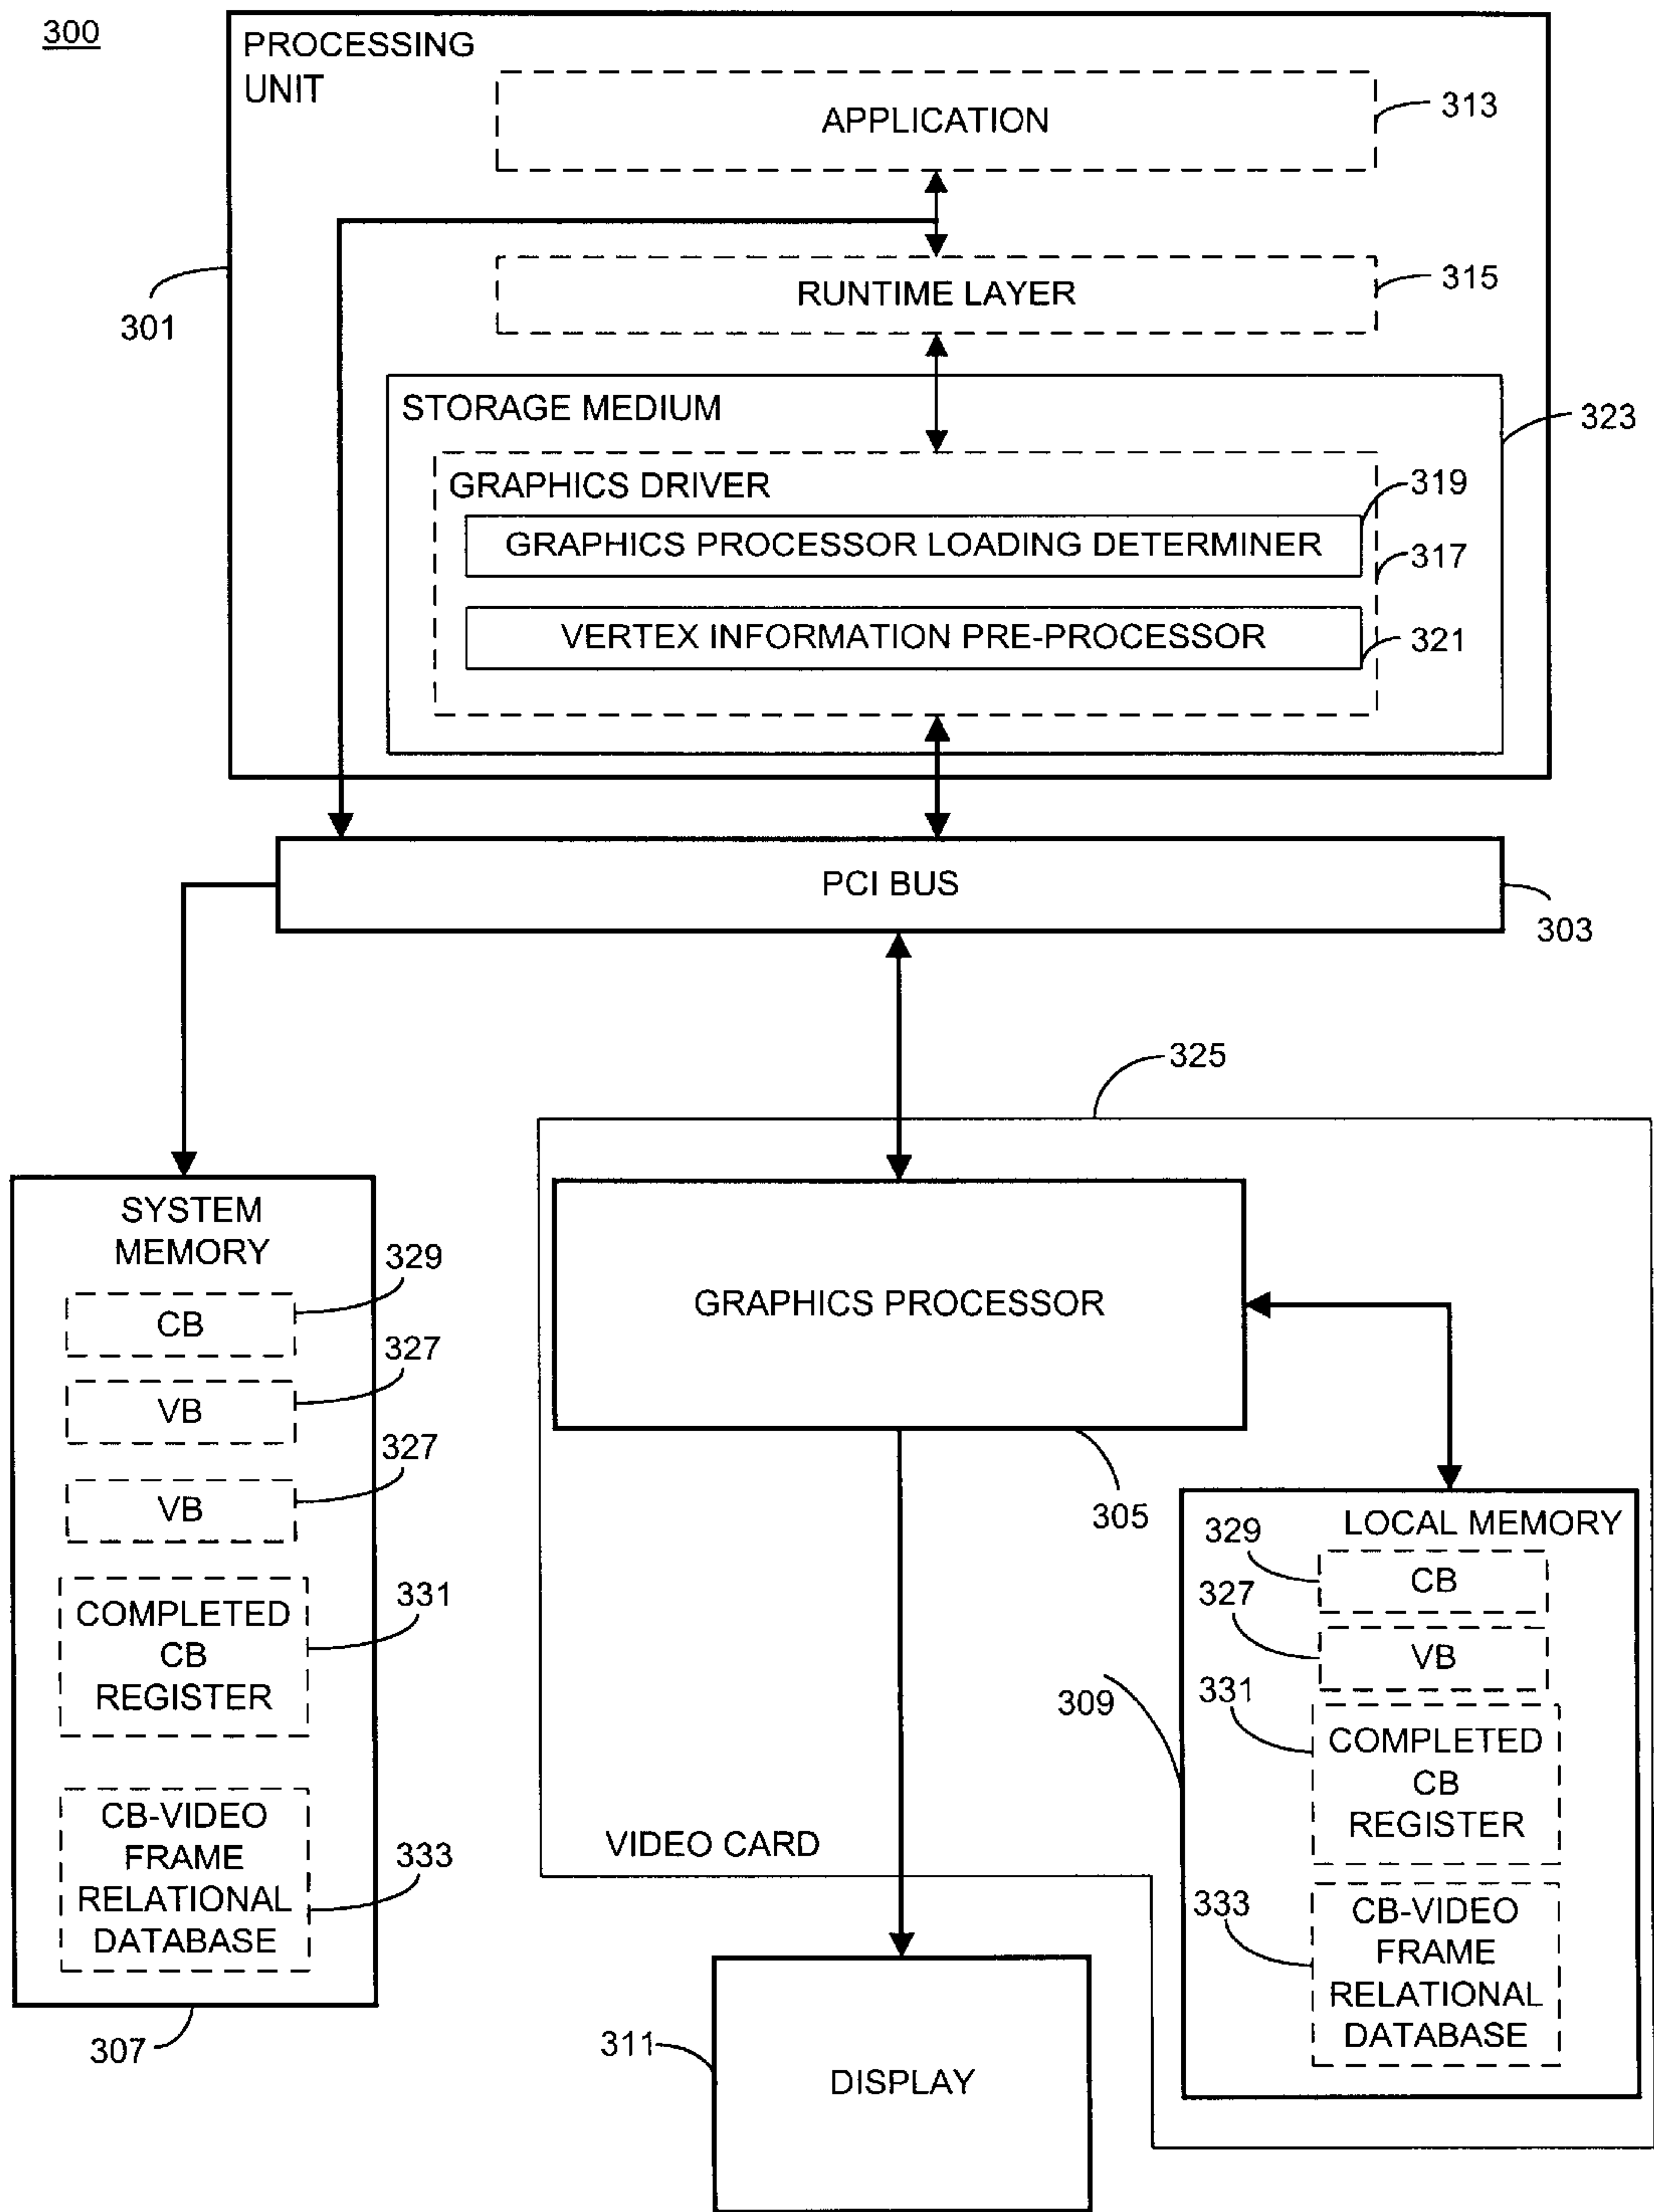 300
PROCESSING
UNIT
APPLICATION
313
RUNTIME LAYER
315
301
STORAGE MEDIUM
323
GRAPHICS DRIVER
319
GRAPHICS PROCESSOR LOADING DETERMINER
317
VERTEX INFORMATION PRE-PROCESSOR
321
PCI BUS
303
325
SYSTEM
MEMORY
329
CB
327
VB
327
VB
COMPLETED
CB
REGISTER
331
CB-VIDEO
FRAME
RELATIONAL
DATABASE
333
307
GRAPHICS PROCESSOR
305
LOCAL MEMORY
329
CB
327
VB
331
309
COMPLETED
CB
REGISTER
VIDEO CARD
333
CB-VIDEO
FRAME
RELATIONAL
DATABASE
311
DISPLAY